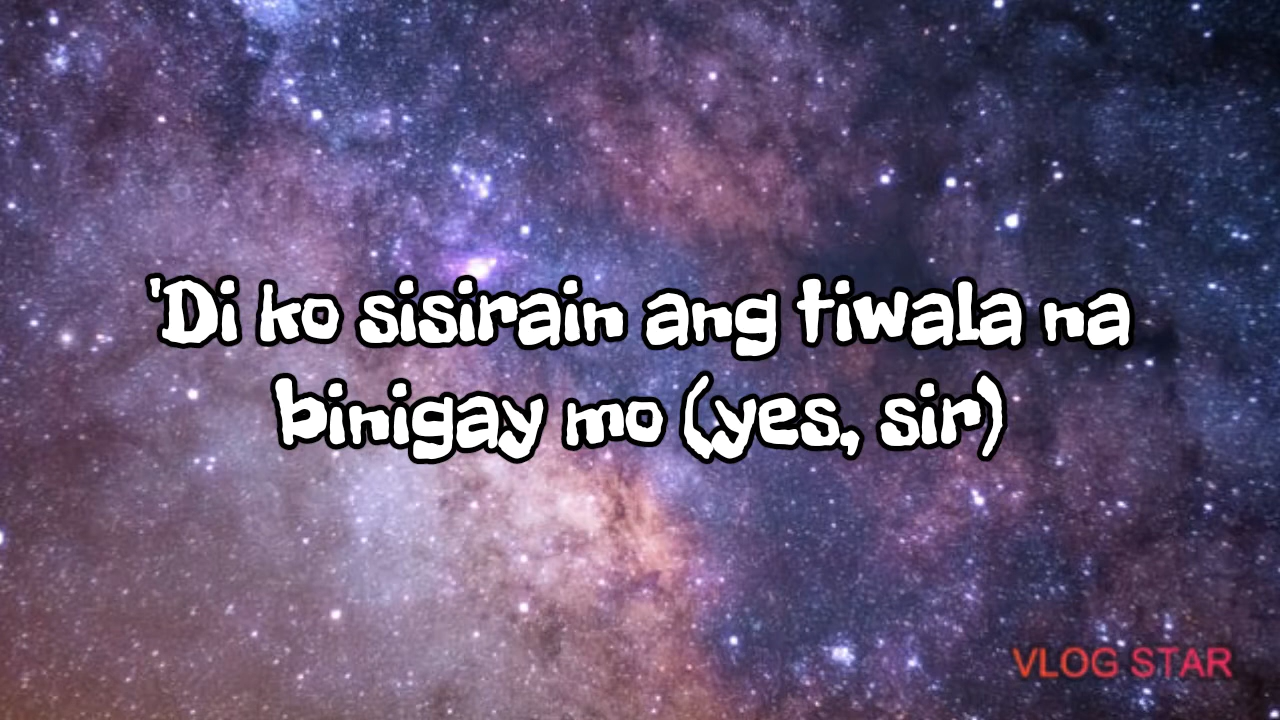 'Di ko sisirain ang tiwala na
binigay mo (yes, sir)
VLOG STAR